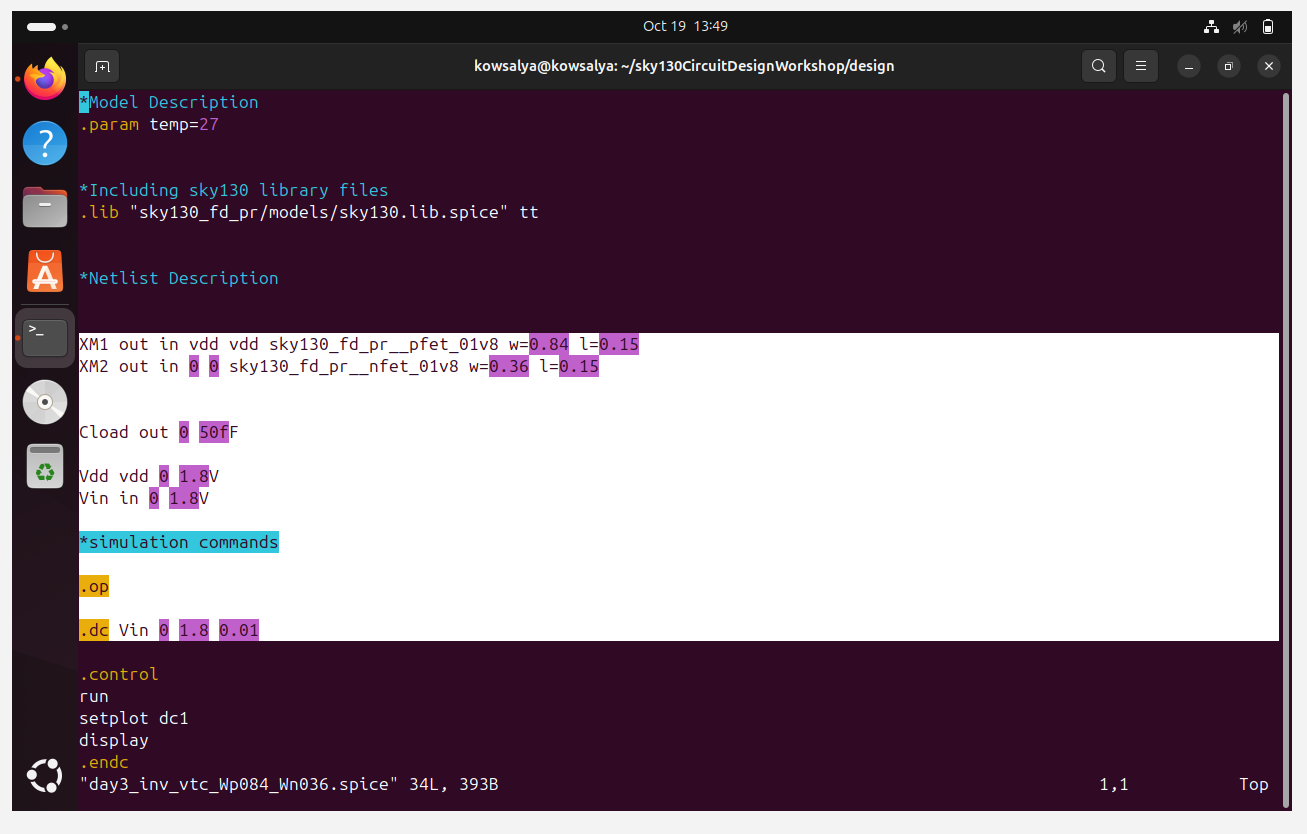 Oct 19 13:49
kowsalya@kowsalya: ~/sky130CircuitDesignWorkshop/design
*Model Description
.param temp=27
*Including sky130 library files
.lib "sky130_fd_pr/models/sky130.lib.spice" tt
*Netlist Description
XM1 out in vdd vdd sky130_fd_pr__pfet_01v8 w=0.84 l=0.15
XM2 out in 0 0 sky130_fd_pr__nfet_01v8 w=0.36 l=0.15
Cload out 0 50fF
Vdd vdd 0 1.8V
Vin in 0 1.8V
*simulation commands
.op
.dc Vin 0 1.8 0.01
.control
run
setplot dc1
display
.endc
"day3_inv_vtc_Wp084_Wn036.spice" 34L, 393B 1,1 Top